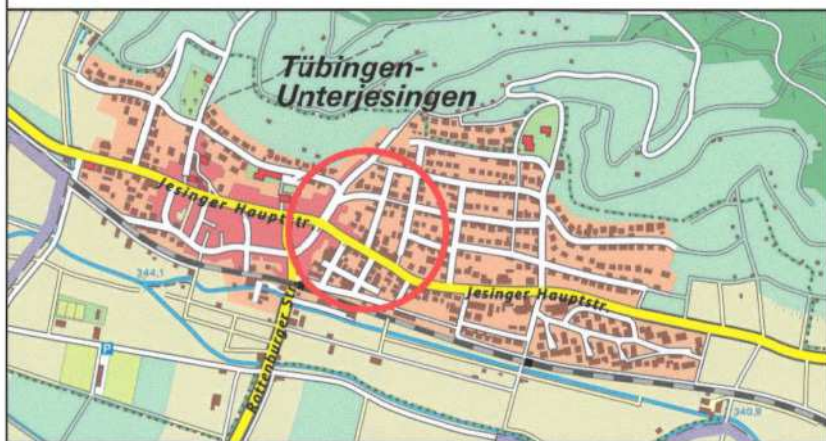 Tübingen-
Unterjesingen
Jesinger Hauptstr.
344.1
Jesinger Hauptstr.
Rottenburger Str.
P
340.8